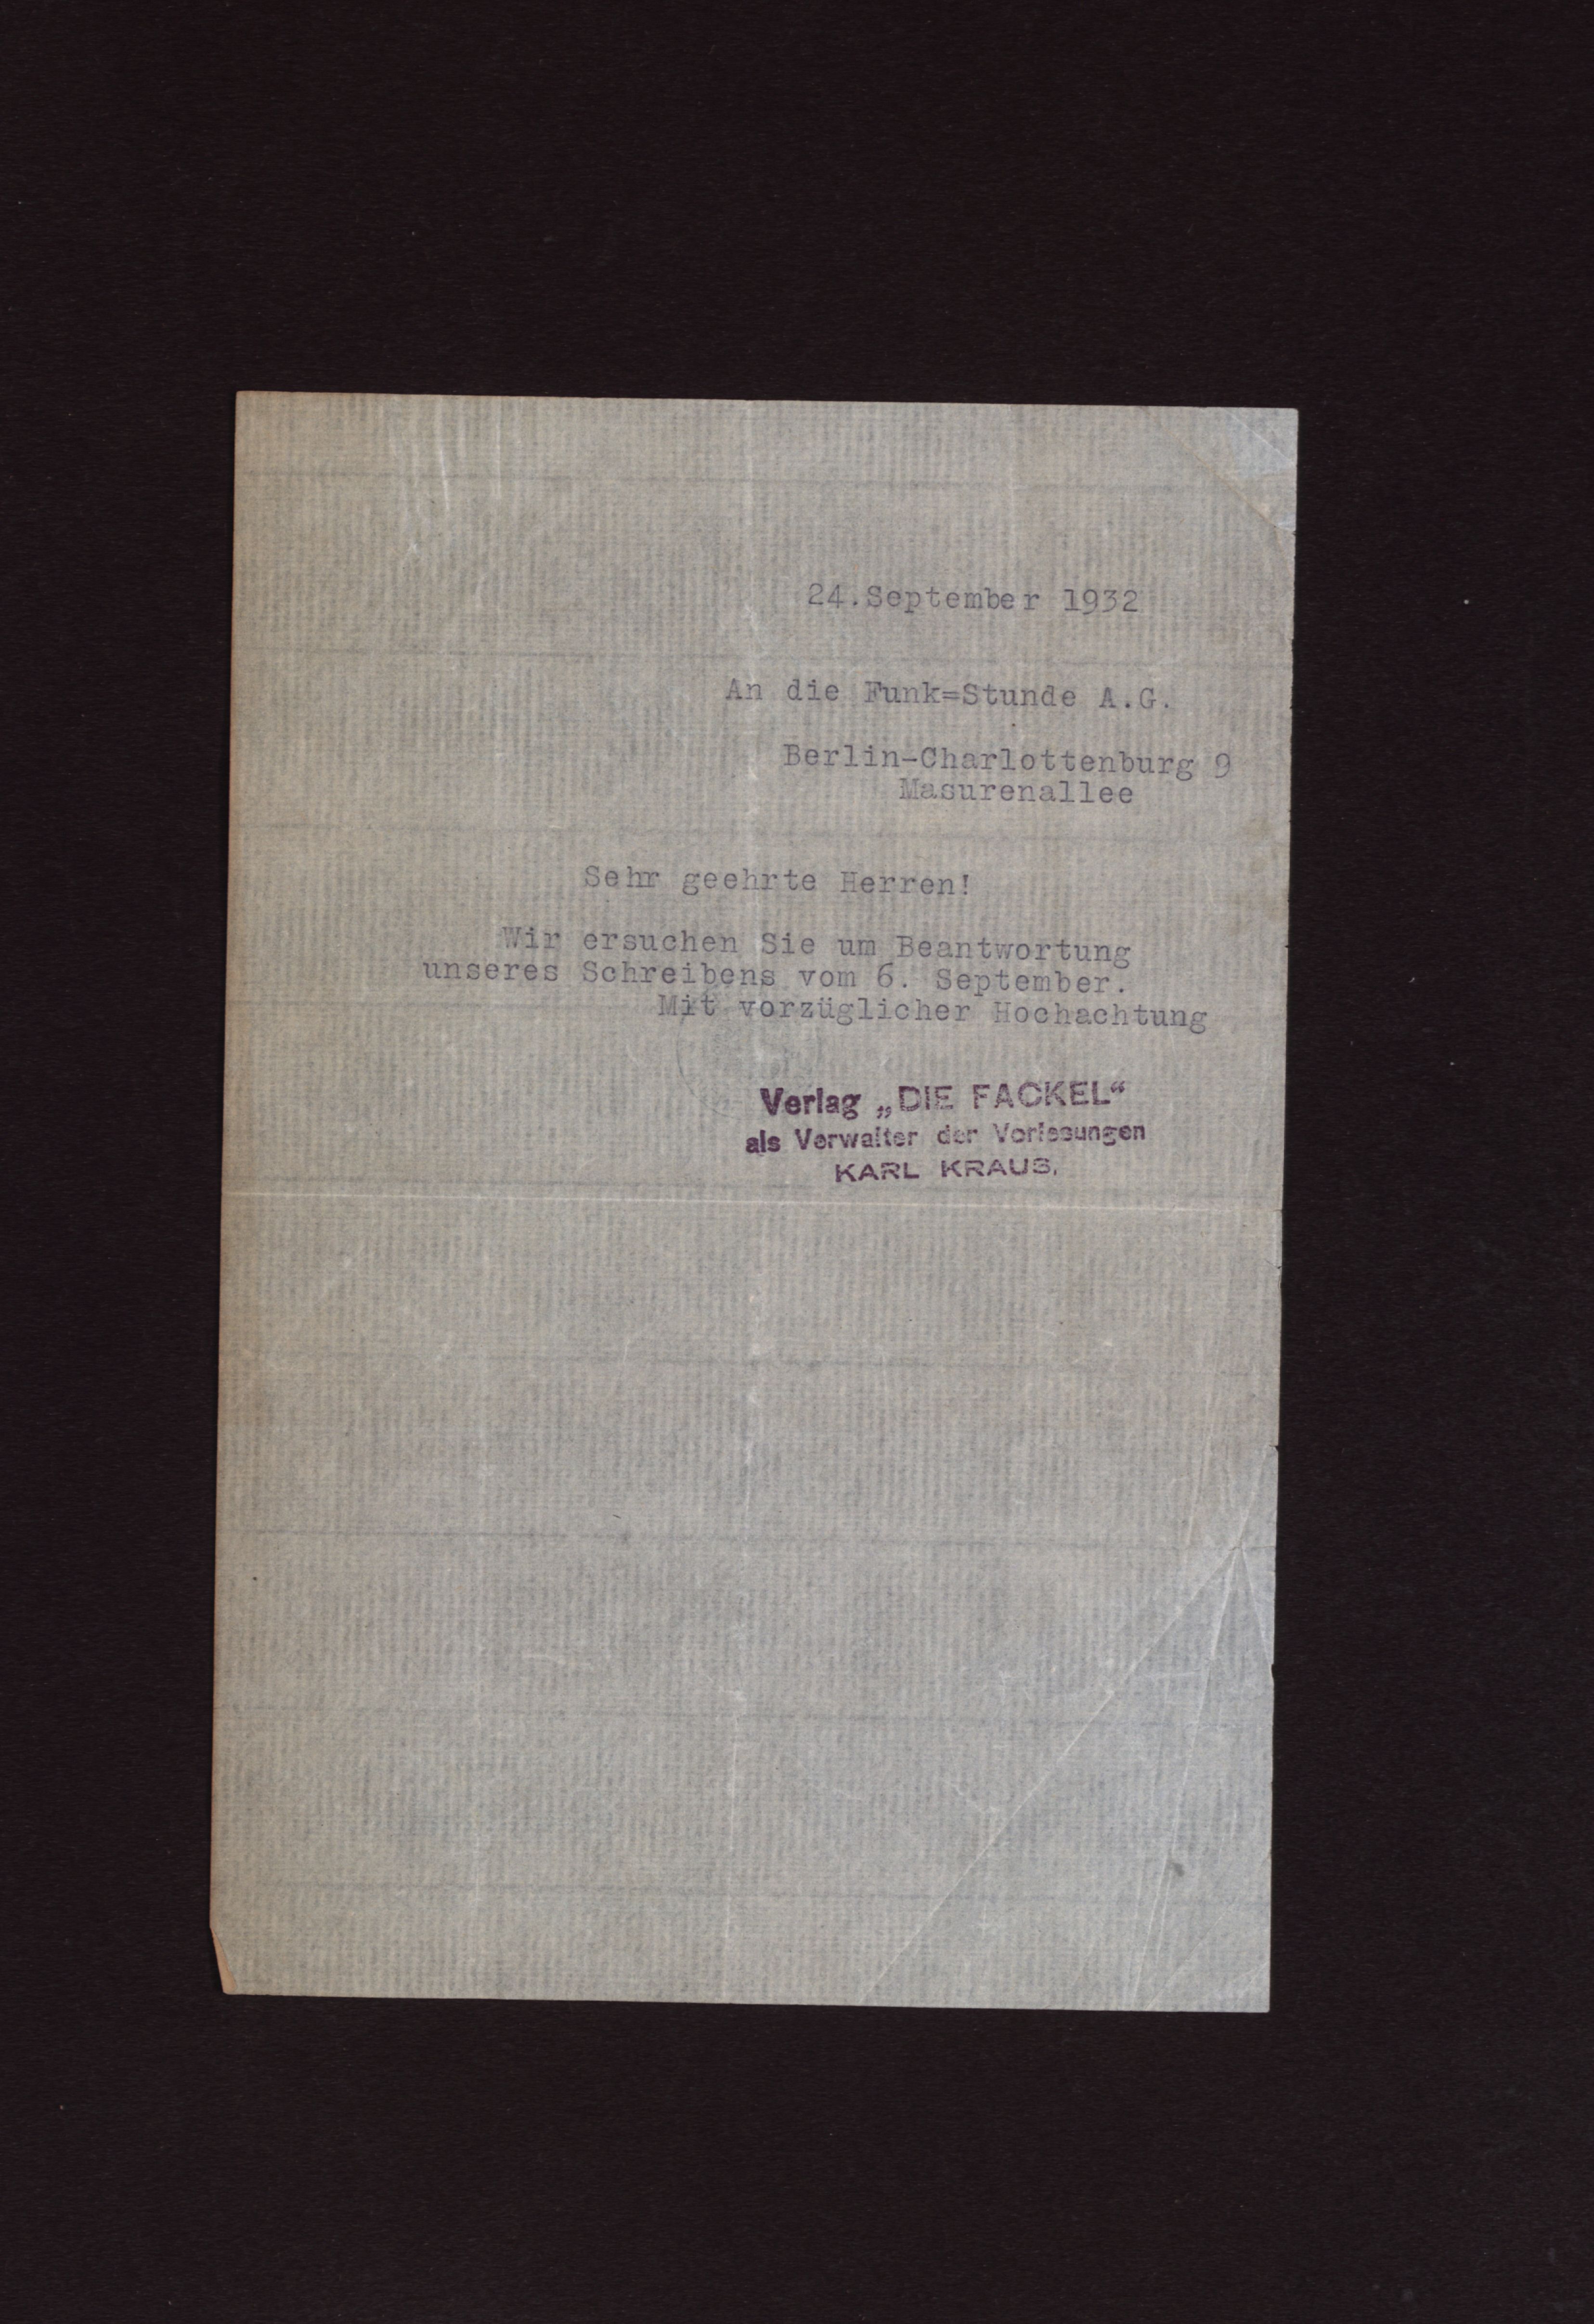 24.September 1932
An die Funk=Stunde A.G.
Berlin-Charlottenburg 9
Masurenallee
Sehr geehrte Herren!
Wir ersuchen Sie um Beantwortung
unseres Schreibens vom 6. September.
Mit vorzüglicher Hochachtung
Verlag „DIE FACKEL“
als Verwalter der Vorlesungen
KARL KRAUS.